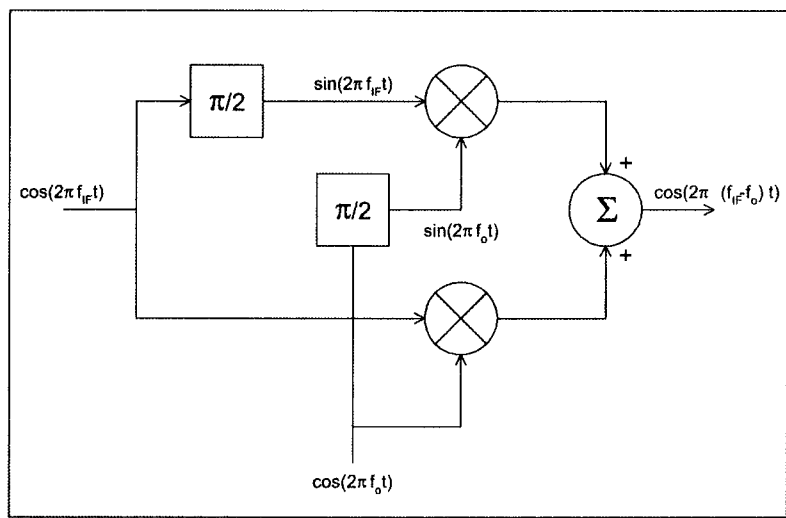 π/2
sin(2π f_IF t)
cos(2π f_IF t)
π/2
sin(2π f_o t)
+
Σ
cos(2π (f_IF-f_o) t)
+
cos(2π f_o t)